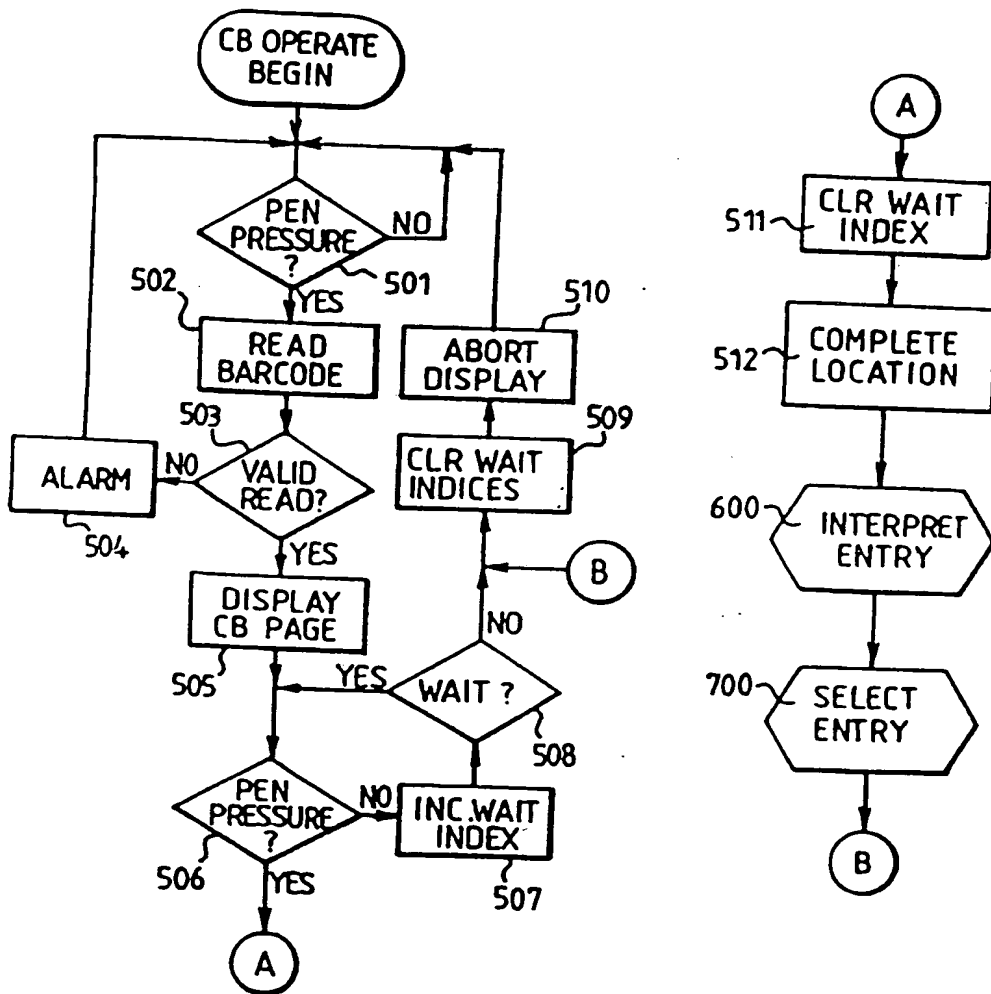 CB OPERATE
BEGIN
PEN
PRESSURE
?
NO
501
YES
502
READ
BARCODE
503
VALID
READ?
NO
ALARM
504
YES
DISPLAY
CB PAGE
505
PEN
PRESSURE
?
506
NO
YES
A
INC.WAIT
INDEX
507
WAIT ?
508
YES
NO
B
CLR WAIT
INDICES
509
ABORT
DISPLAY
510
A
CLR WAIT
INDEX
511
COMPLETE
LOCATION
512
INTERPRET
ENTRY
600
SELECT
ENTRY
700
B